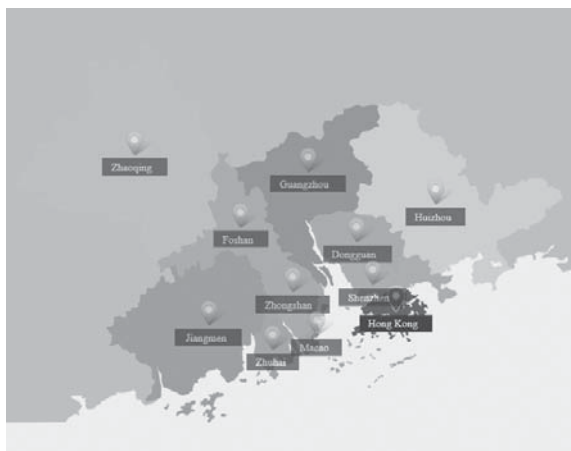 Zhaoqing
Guangzhou
Huizhou
Foshan
Dongguan
Zhongshan
Shenzhen
Jiangmen
Hong Kong
Macao
Zhuhai